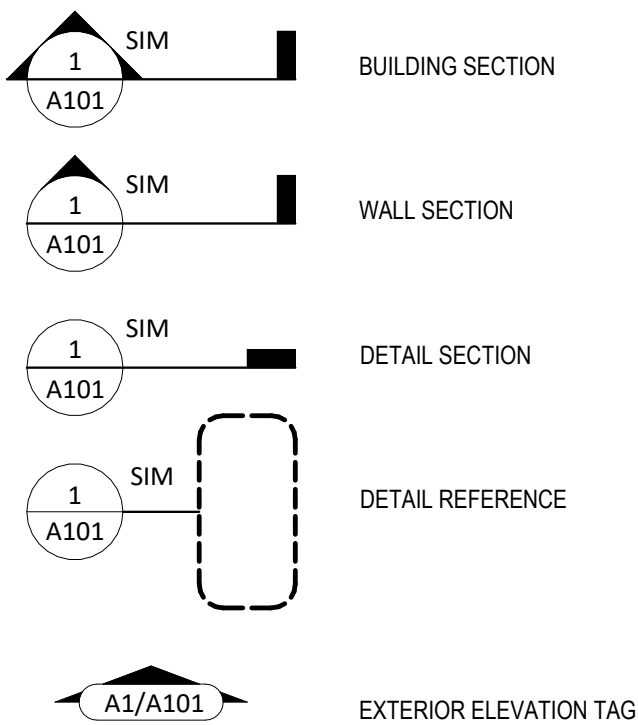 SIM
1
A101
BUILDING SECTION
SIM
1
A101
WALL SECTION
SIM
1
A101
DETAIL SECTION
SIM
1
A101
DETAIL REFERENCE
A1/A101
EXTERIOR ELEVATION TAG